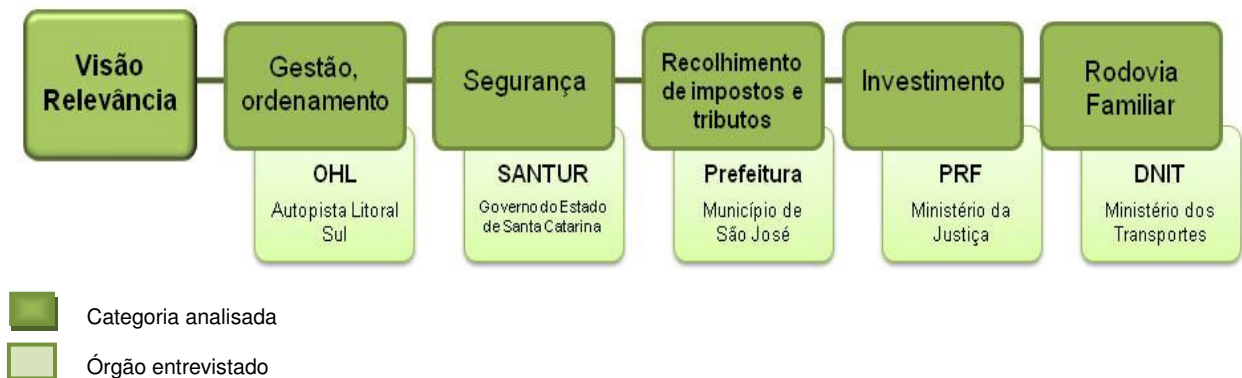 Visão
Relevância
Gestão,
ordenamento
OHL
Autopista Litoral
Sul
Segurança
SANTUR
Governo do Estado
de Santa Catarina
Recolhimento
de impostos e
tributos
Prefeitura
Município de
São José
Investimento
PRF
Ministério da
Justiça
Rodovia
Familiar
DNIT
Ministério dos
Transportes
Categoria analisada
Órgão entrevistado